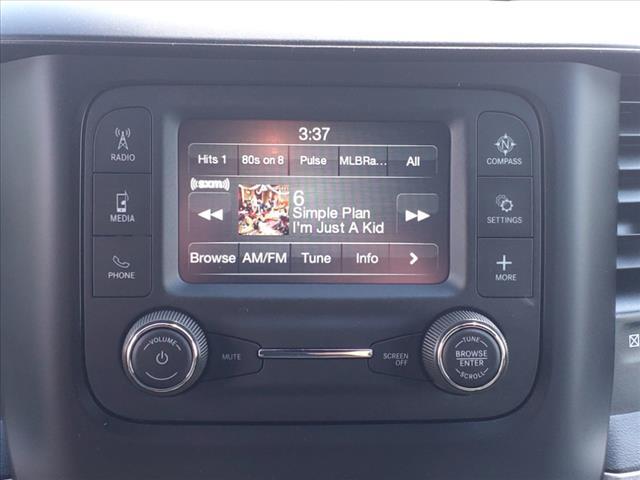 3:37
Hits 1 80s on 8 Pulse MLBRa... All
((sxm))
6
Simple Plan
I'm Just A Kid
Browse AM/FM Tune Info >
RADIO
MEDIA
PHONE
N
COMPASS
SETTINGS
+
MORE
VOLUME
MUTE
SCREEN
OFF
TUNE
BROWSE
ENTER
SCROLL